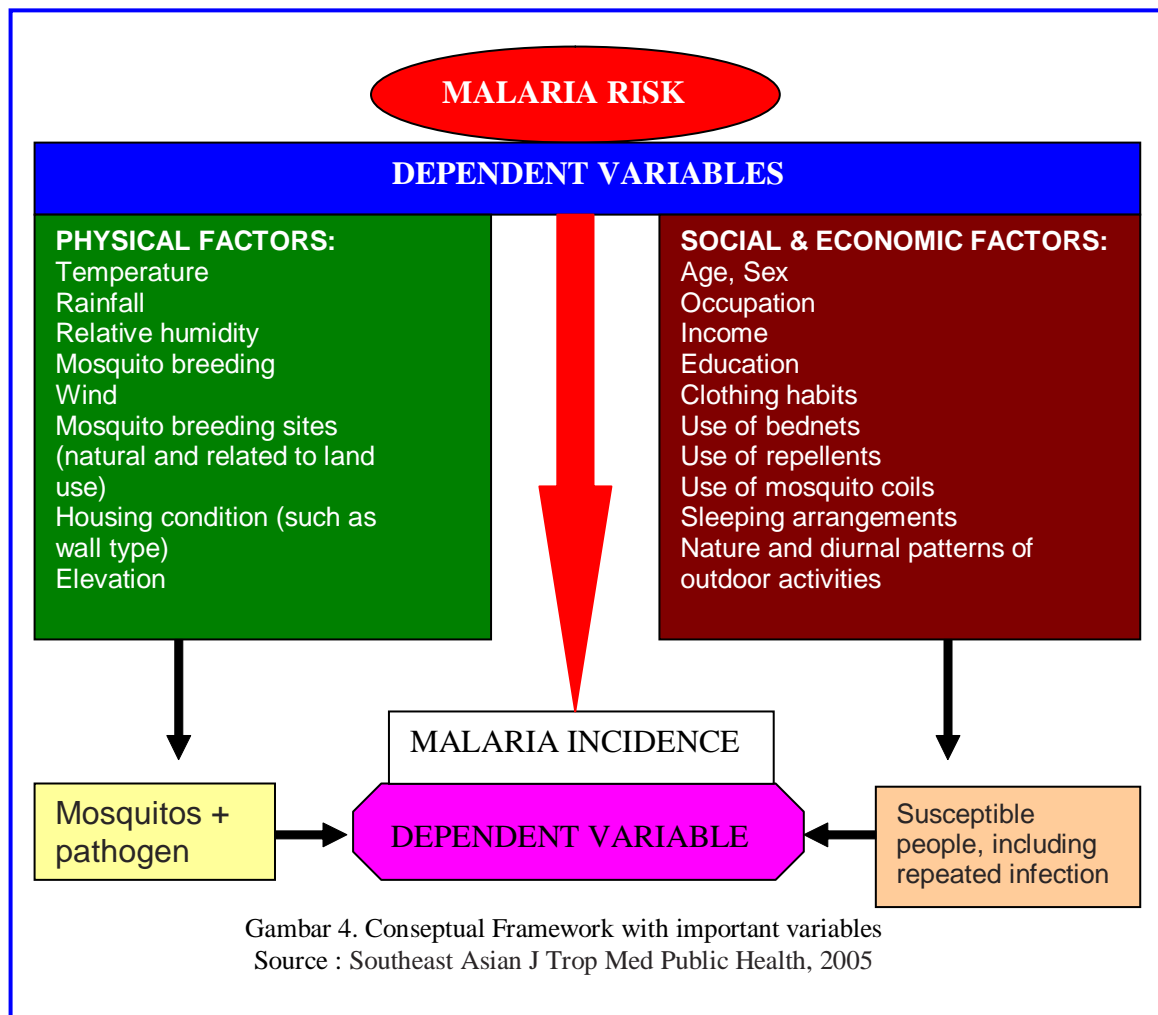 MALARIA RISK
DEPENDENT VARIABLES
PHYSICAL FACTORS:
Temperature
Rainfall
Relative humidity
Mosquito breeding
Wind
Mosquito breeding sites
(natural and related to land
use)
Housing condition (such as
wall type)
Elevation
SOCIAL & ECONOMIC FACTORS:
Age, Sex
Occupation
Income
Education
Clothing habits
Use of bednets
Use of repellents
Use of mosquito coils
Sleeping arrangements
Nature and diurnal patterns of
outdoor activities
MALARIA INCIDENCE
Mosquitos +
pathogen
DEPENDENT VARIABLE
Susceptible
people, including
repeated infection
Gambar 4. Conseptual Framework with important variables
Source : Southeast Asian J Trop Med Public Health, 2005